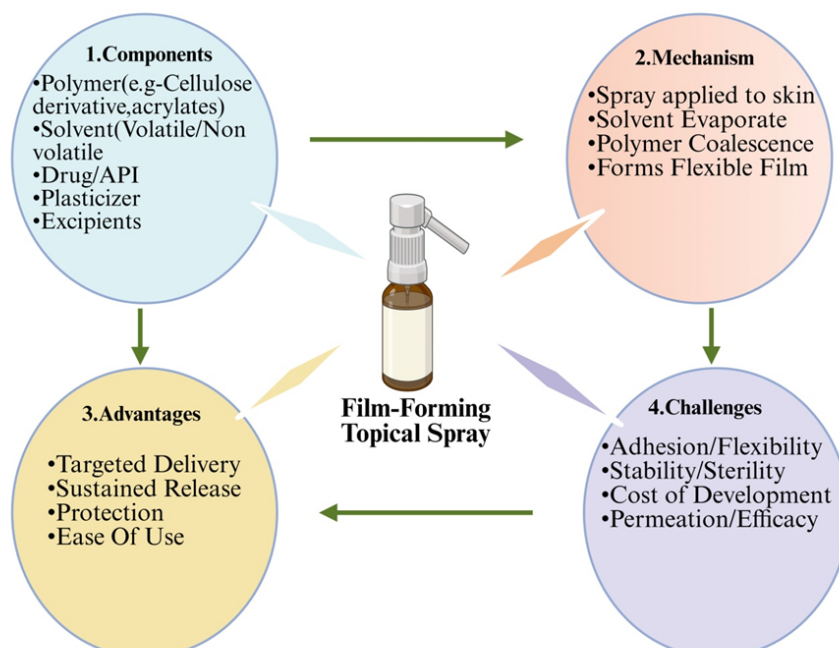 1.Components
•Polymer(e.g-Cellulose
derivative,acrylates)
•Solvent(Volatile/Non
volatile
•Drug/API
•Plasticizer
•Excipients
2.Mechanism
•Spray applied to skin
•Solvent Evaporate
•Polymer Coalescence
•Forms Flexible Film
Film-Forming
Topical Spray
3.Advantages
•Targeted Delivery
•Sustained Release
•Protection
•Ease Of Use
4.Challenges
•Adhesion/Flexibility
•Stability/Sterility
•Cost of Development
•Permeation/Efficacy